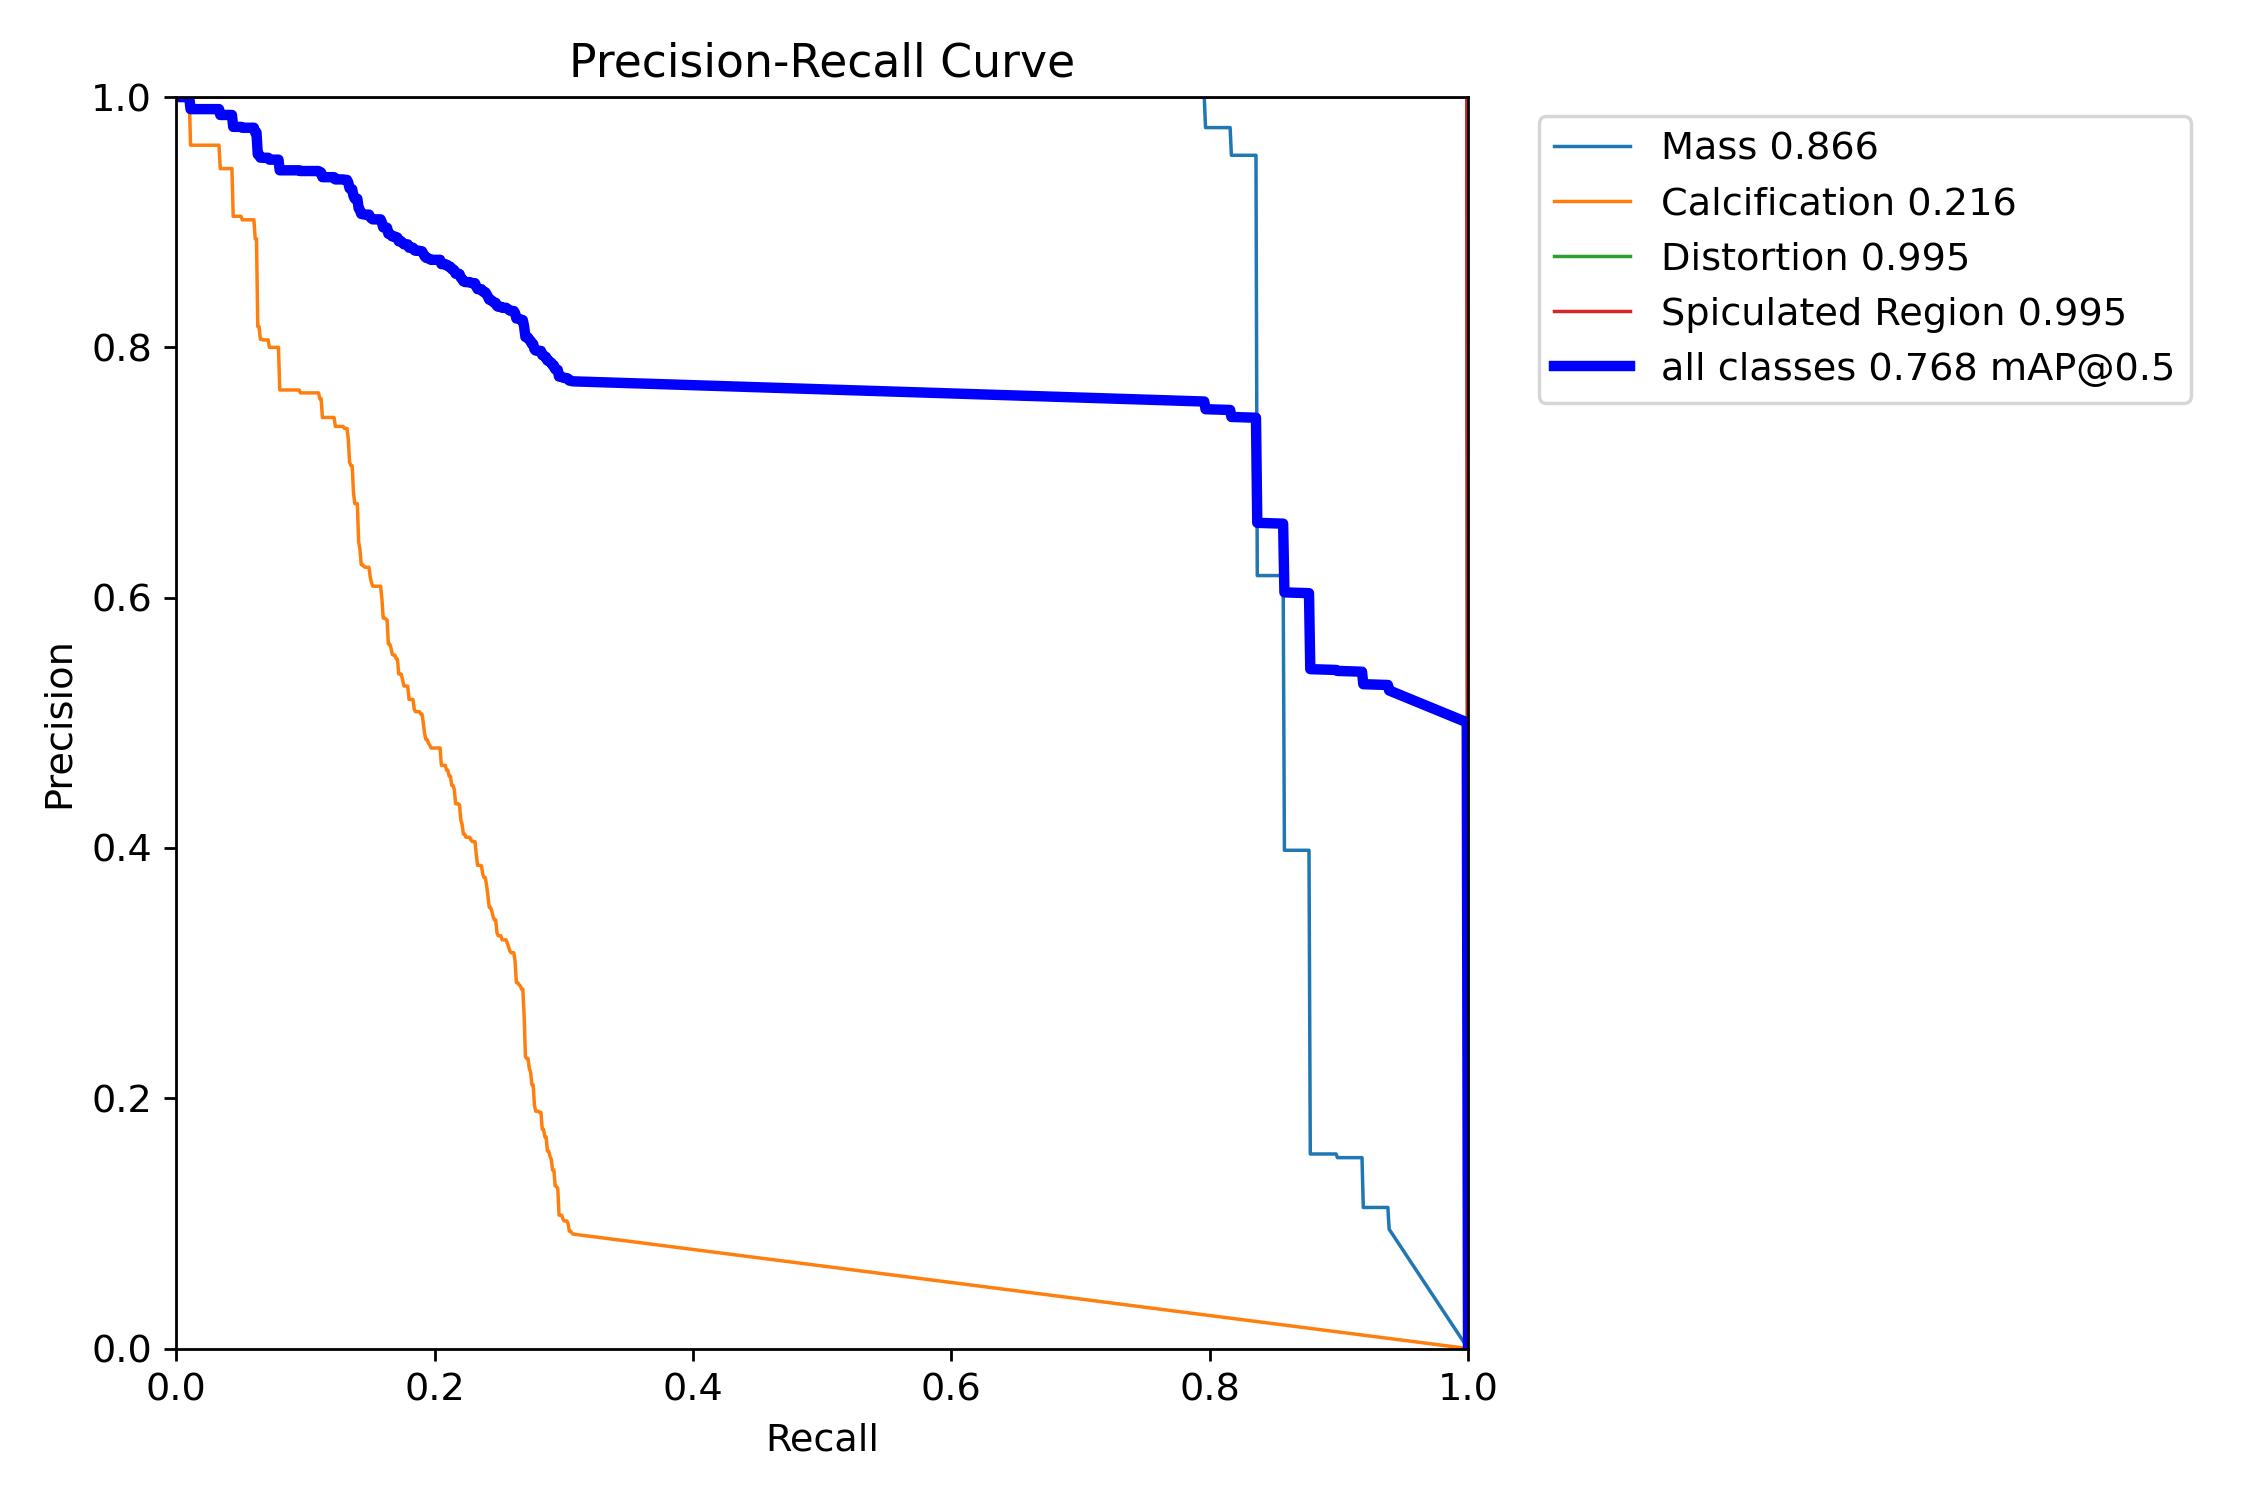 Precision-Recall Curve
1.0
0.8
0.6
0.4
0.2
0.0
Precision
0.0 0.2 0.4 0.6 0.8 1.0
Recall
Mass 0.866
Calcification 0.216
Distortion 0.995
Spiculated Region 0.995
all classes 0.768 mAP@0.5